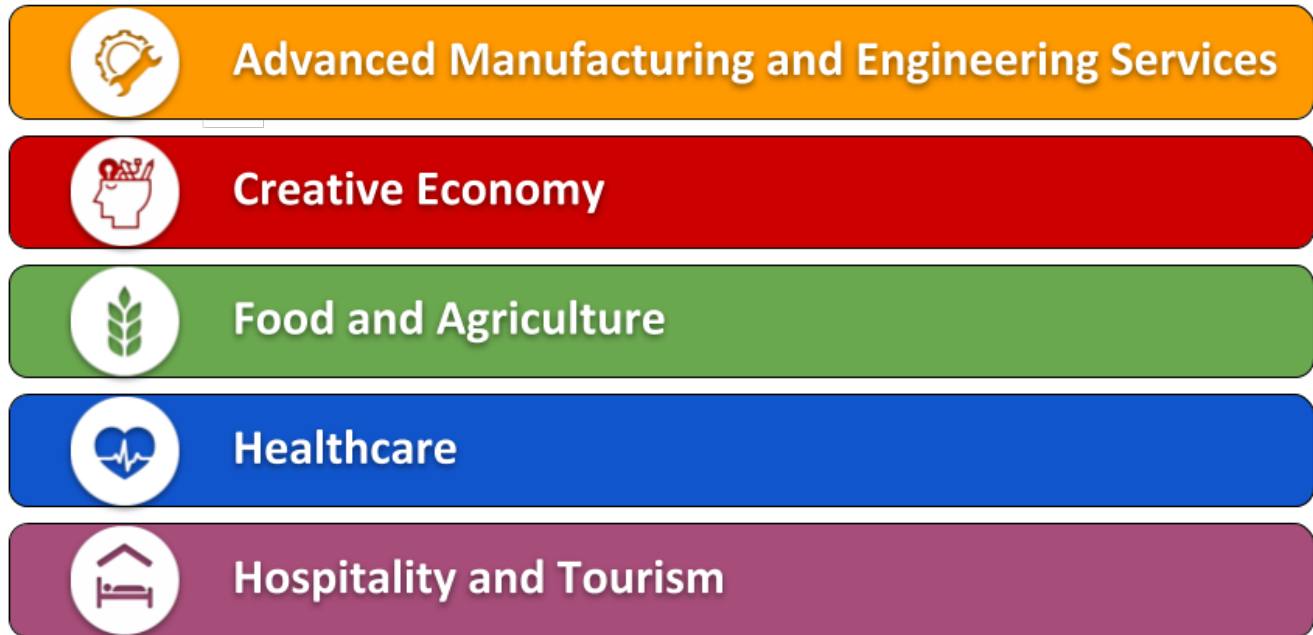 Advanced Manufacturing and Engineering Services
Creative Economy
Food and Agriculture
Healthcare
Hospitality and Tourism